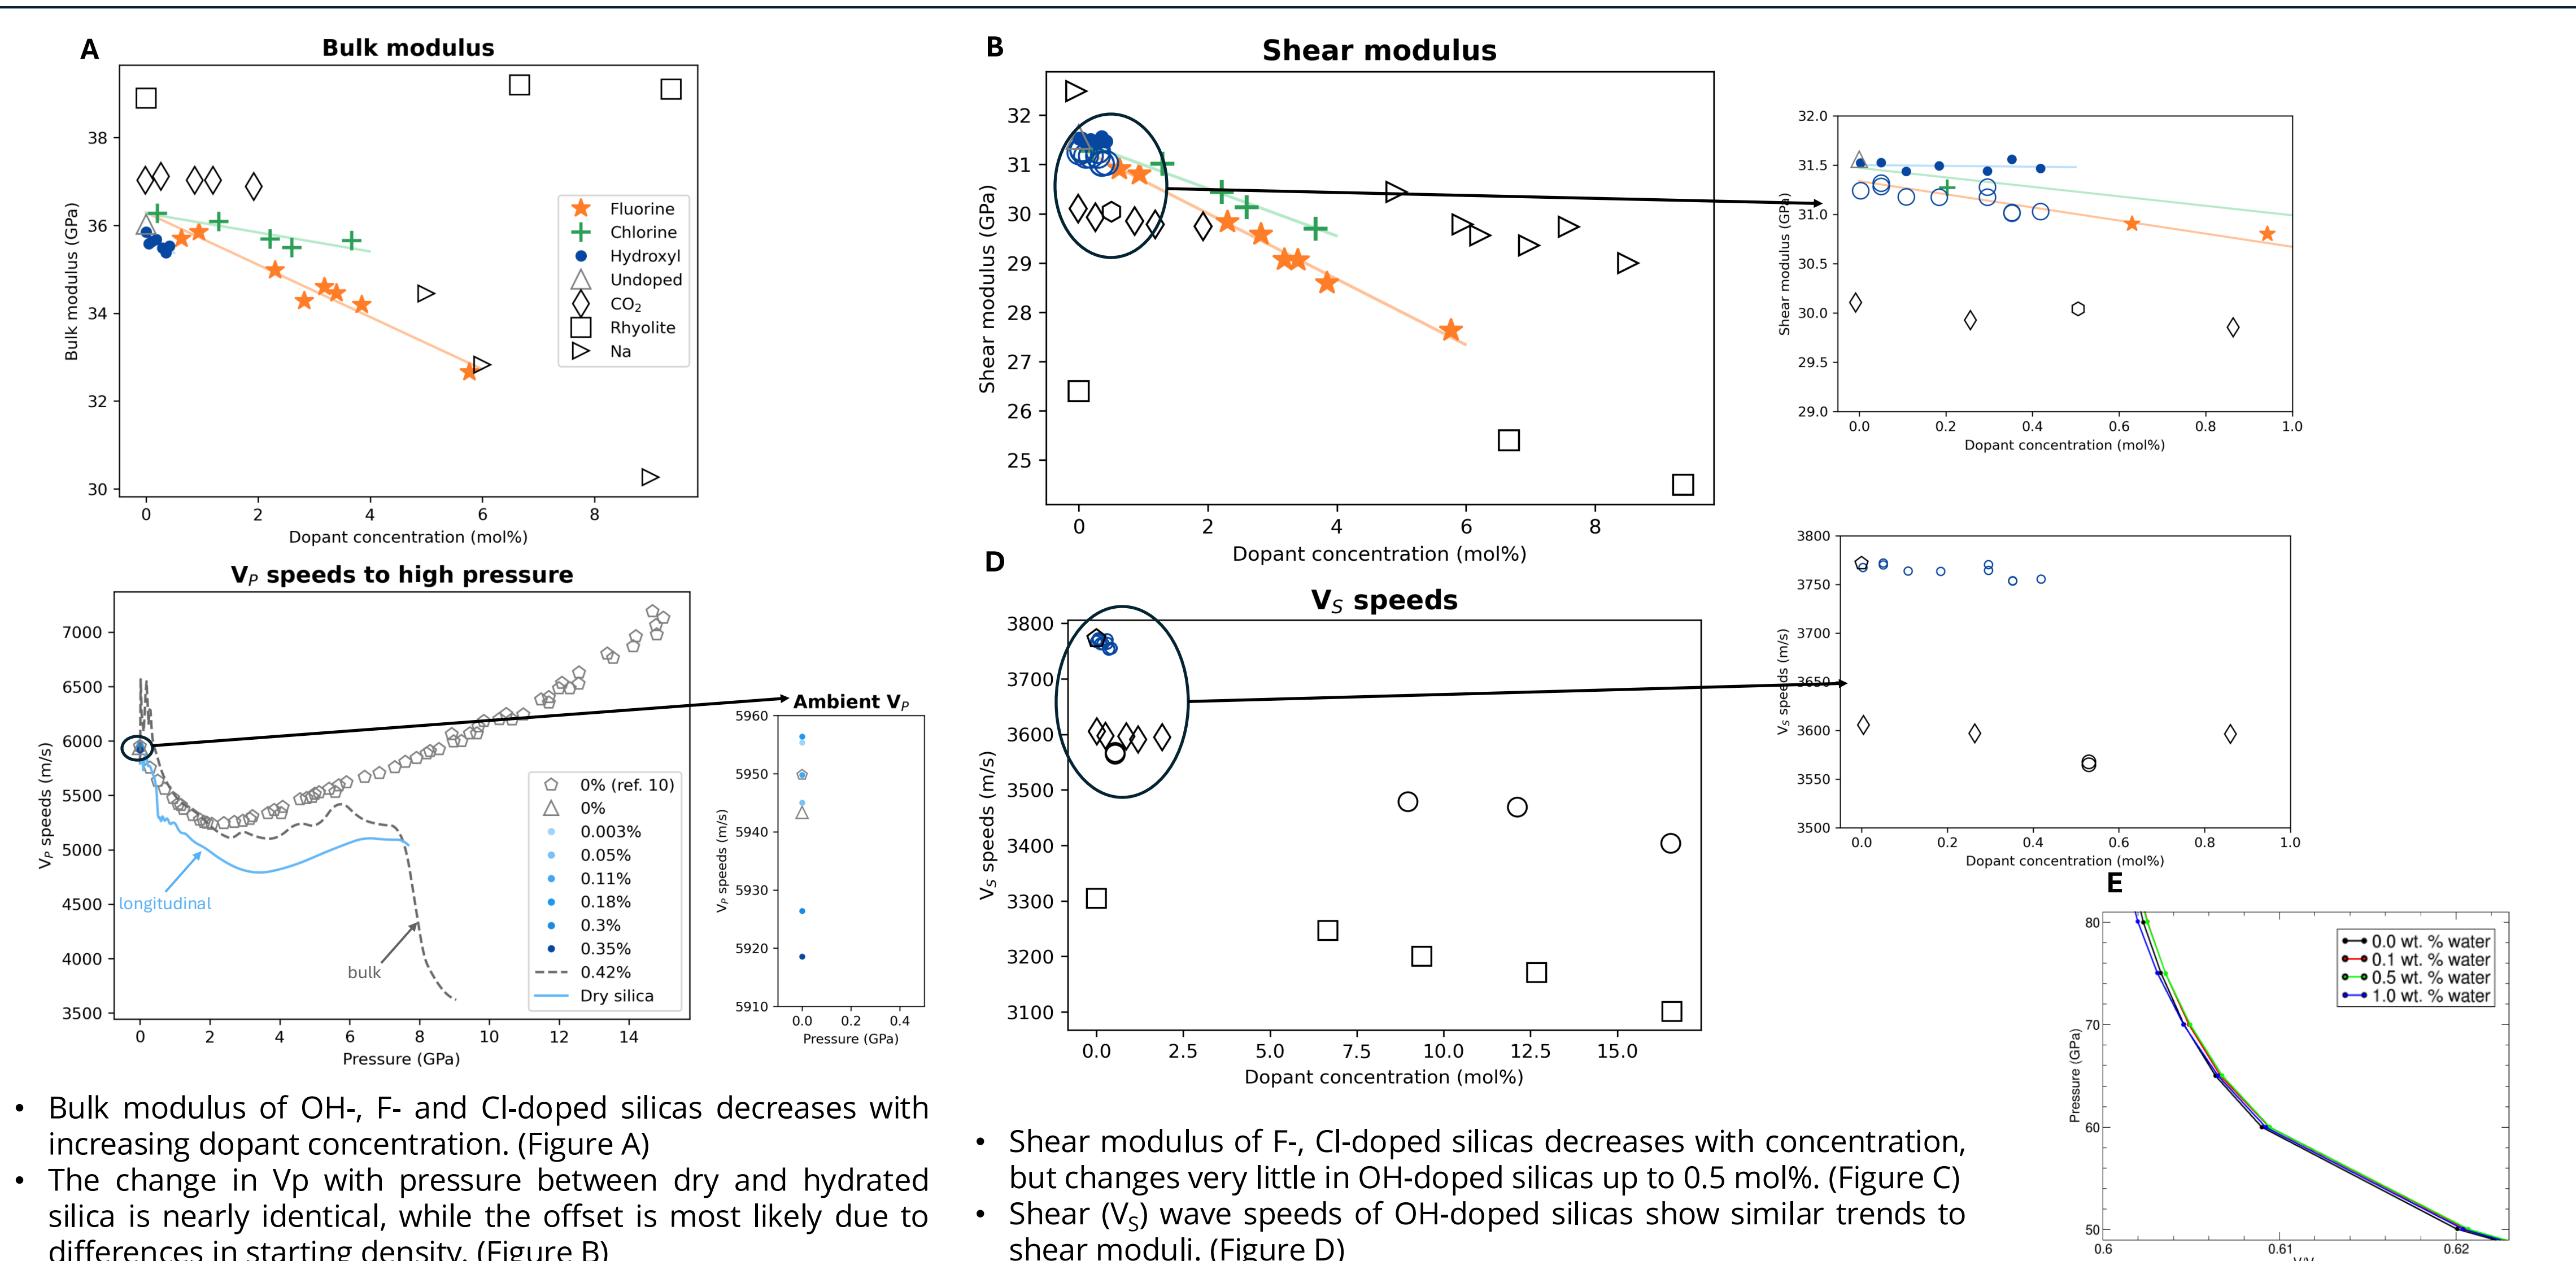 A
Bulk modulus
38
36
34
32
30
Bulk modulus (GPa)
0 2 4 6 8
Dopant concentration (mol%)
Fluorine
Chlorine
Hydroxyl
Undoped
CO2
Rhyolite
Na
B
Shear modulus
32
31
30
29
28
27
26
25
Shear modulus (GPa)
0 2 4 6 8
Dopant concentration (mol%)
32.0
31.5
31.0
30.5
30.0
29.5
29.0
Shear modulus (GPa)
0.0 0.2 0.4 0.6 0.8 1.0
Dopant concentration (mol%)
VP speeds to high pressure
7000
6500
6000
5500
5000
4500
4000
3500
VP speeds (m/s)
longitudinal
bulk
0 2 4 6 8 10 12 14
Pressure (GPa)
0% (ref. 10)
0%
0.003%
0.05%
0.11%
0.18%
0.3%
0.35%
0.42%
Dry silica
Ambient VP
5960
5950
5940
5930
5920
5910
VP speeds (m/s)
0.0 0.2 0.4
Pressure (GPa)
D
VS speeds
3800
3700
3600
3500
3400
3300
3200
3100
VS speeds (m/s)
0.0 2.5 5.0 7.5 10.0 12.5 15.0
Dopant concentration (mol%)
3800
3750
3700
3650
3600
3550
3500
VS speeds (m/s)
0.0 0.2 0.4 0.6 0.8 1.0
Dopant concentration (mol%)
E
80
70
60
50
Pressure (GPa)
0.0 wt. % water
0.1 wt. % water
0.5 wt. % water
1.0 wt. % water
0.6 0.61 0.62
• Bulk modulus of OH-, F- and Cl-doped silicas decreases with
increasing dopant concentration. (Figure A)
• The change in Vp with pressure between dry and hydrated
silica is nearly identical, while the offset is most likely due to
differences in starting density. (Figure B)
• Shear modulus of F-, Cl-doped silicas decreases with concentration,
but changes very little in OH-doped silicas up to 0.5 mol%. (Figure C)
• Shear (VS) wave speeds of OH-doped silicas show similar trends to
shear moduli. (Figure D)